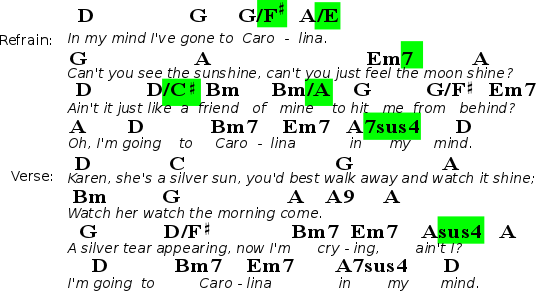 D G G/F♯ A/E
Refrain: In my mind I've gone to Caro - lina.
G A Em7 A
Can't you see the sunshine, can't you just feel the moon shine?
D D/C♯ Bm Bm/A G G/F♯ Em7
Ain't it just like a friend of mine to hit me from behind?
A D Bm7 Em7 A7sus4 D
Oh, I'm going to Caro - lina in my mind.
D C G A
Verse: Karen, she's a silver sun, you'd best walk away and watch it shine;
Bm G A A9 A
Watch her watch the morning come.
G D/F♯ Bm7 Em7 Asus4 A
A silver tear appearing, now I'm cry - ing, ain't I?
D Bm7 Em7 A7sus4 D
I'm going to Caro - lina in my mind.